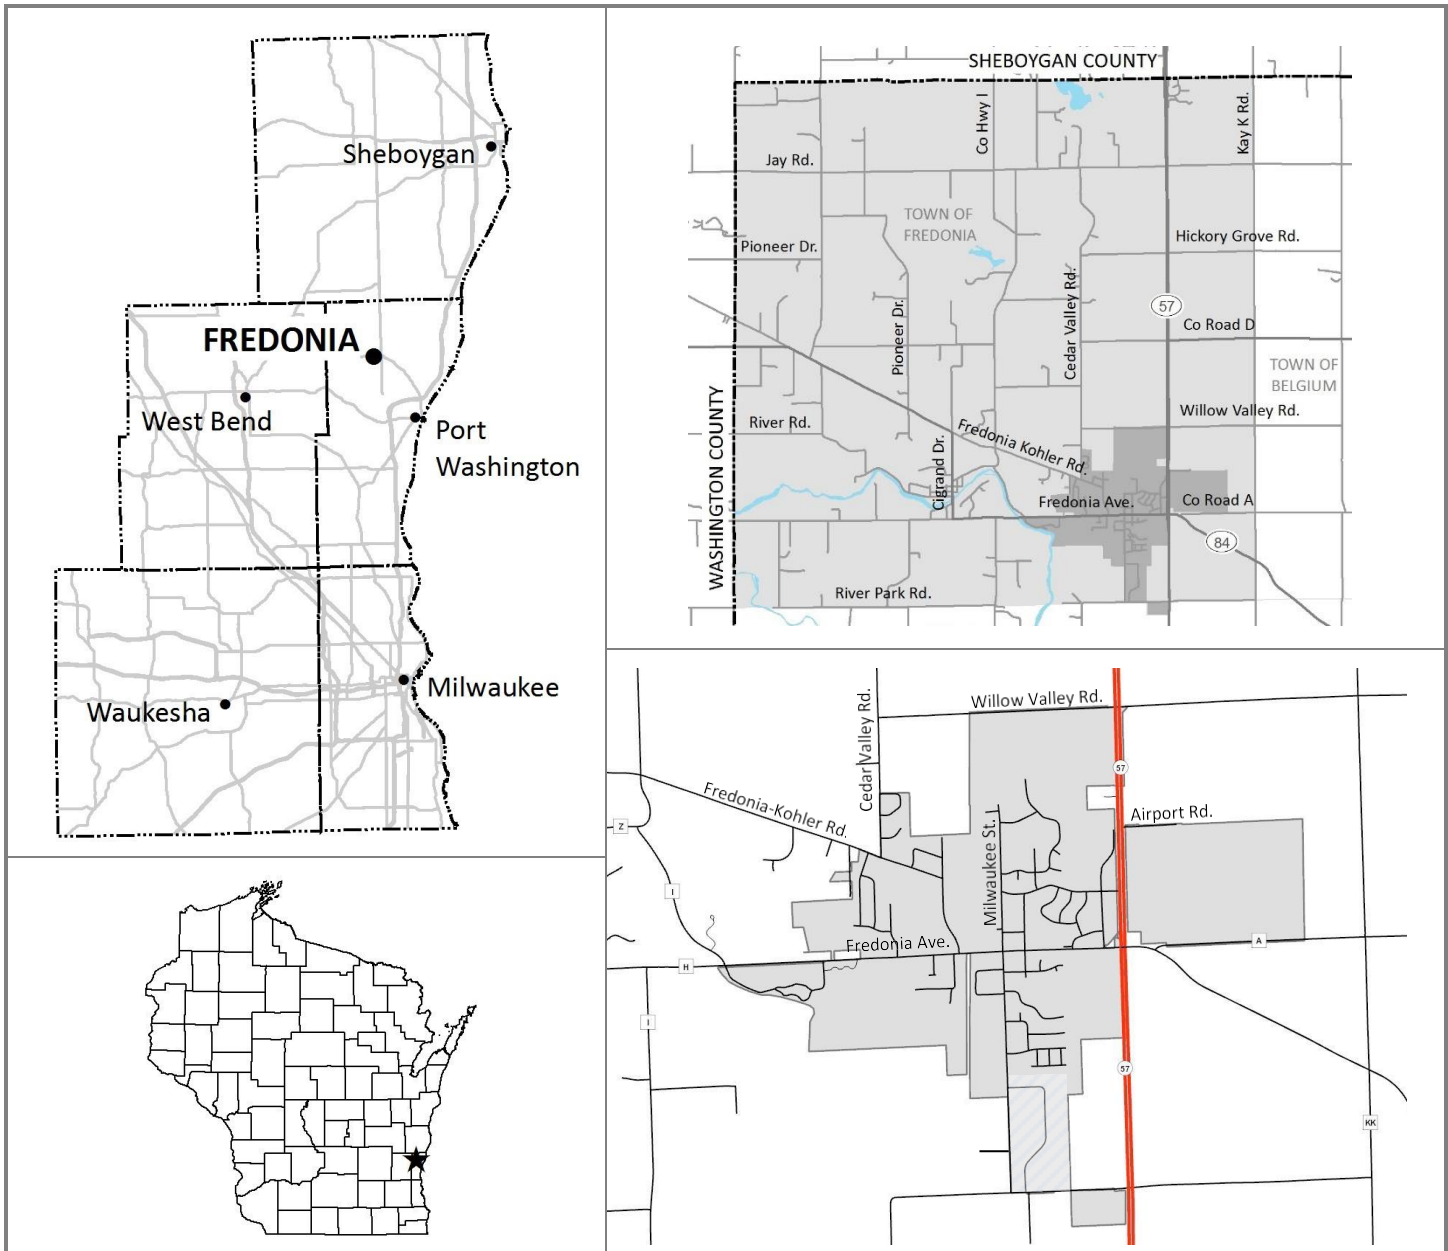 Sheboygan
FREDONIA
West Bend
Port
Washington
Milwaukee
Waukesha
SHEBOYGAN COUNTY
Co Hwy I
Kay K Rd.
Jay Rd.
TOWN OF
FREDONIA
Pioneer Dr.
Hickory Grove Rd.
Cedar Valley Rd.
57
Pioneer Dr.
Co Road D
TOWN OF
BELGIUM
WASHINGTON COUNTY
River Rd.
Willow Valley Rd.
Fredonia Kohler Rd.
Cigrand Dr.
Fredonia Ave.
Co Road A
84
River Park Rd.
Willow Valley Rd.
Cedar Valley Rd.
57
Fredonia-Kohler Rd.
Airport Rd.
Z
Milwaukee St.
I
Fredonia Ave.
A
H
I
57
KK